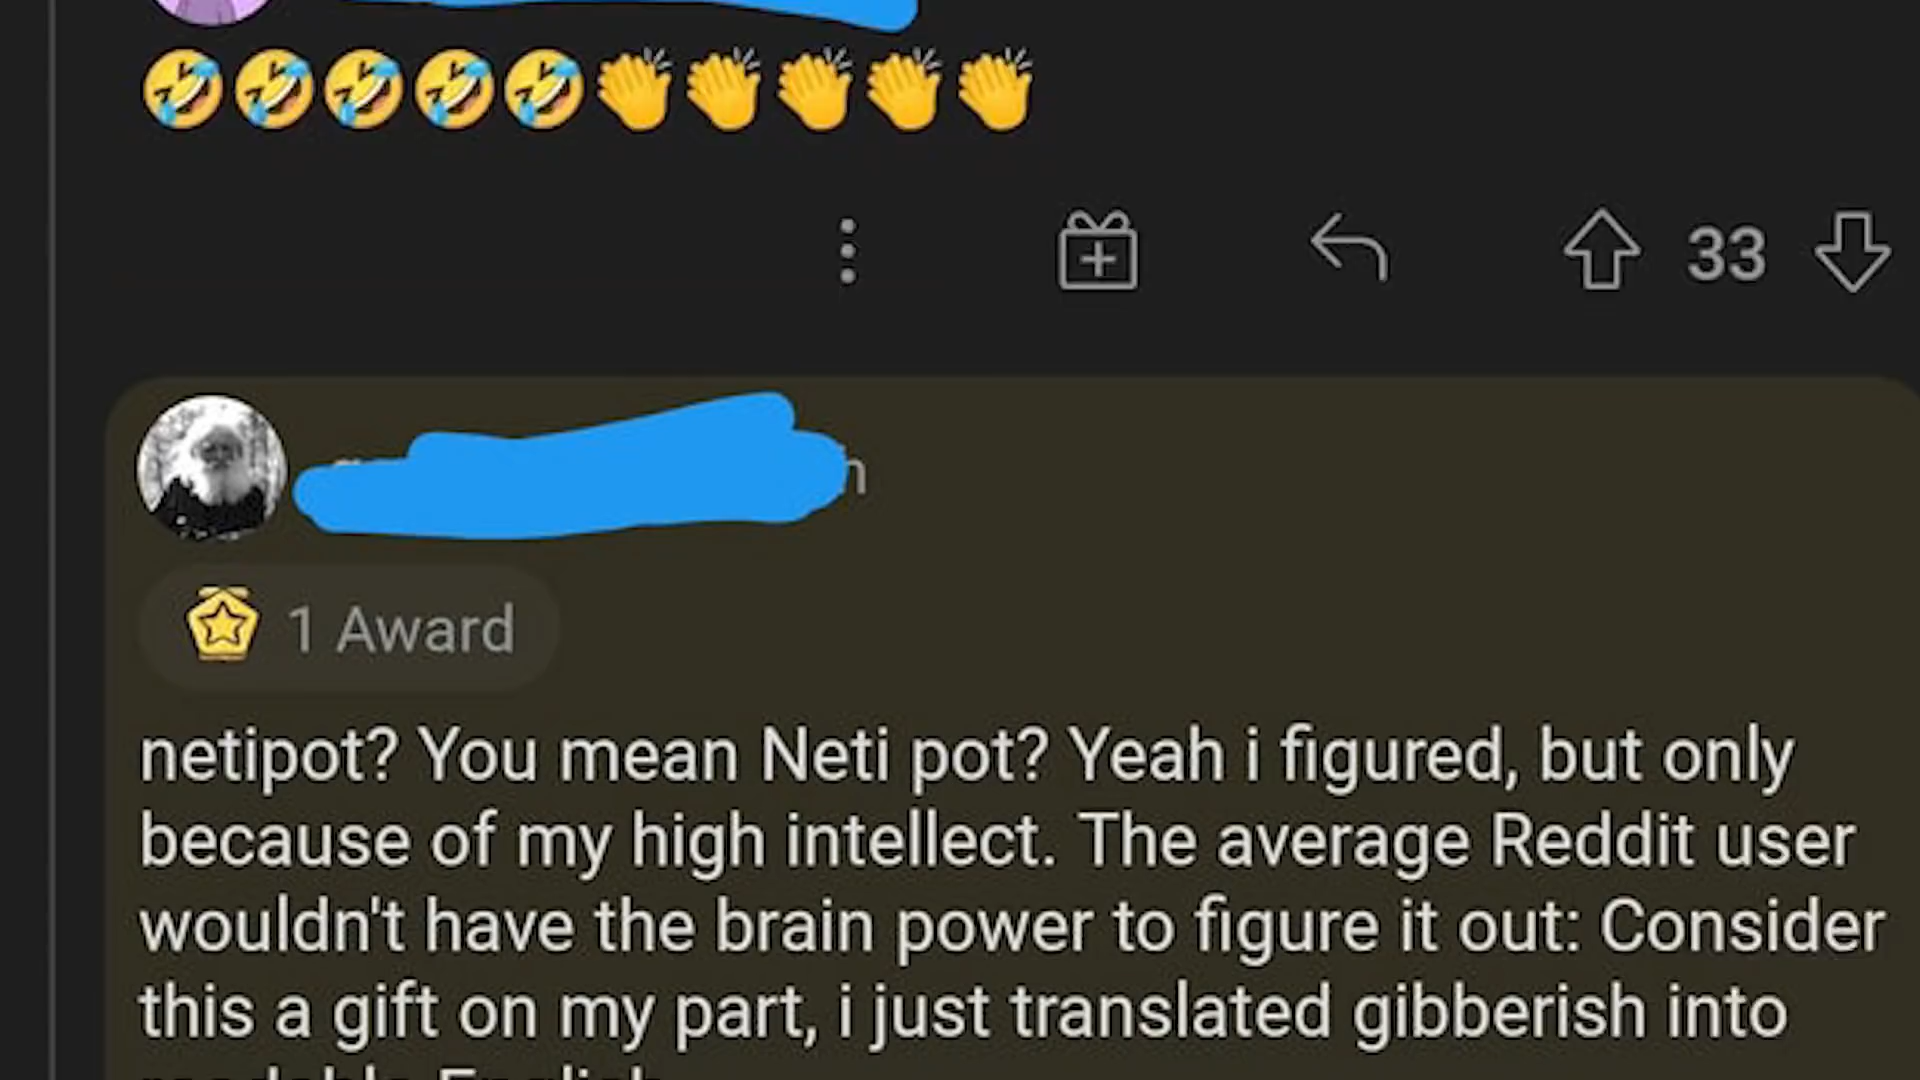 🤣🤣🤣🤣🤣👏👏👏👏👏
33
1 Award
netipot? You mean Neti pot? Yeah i figured, but only
because of my high intellect. The average Reddit user
wouldn't have the brain power to figure it out: Consider
this a gift on my part, i just translated gibberish into
readable English